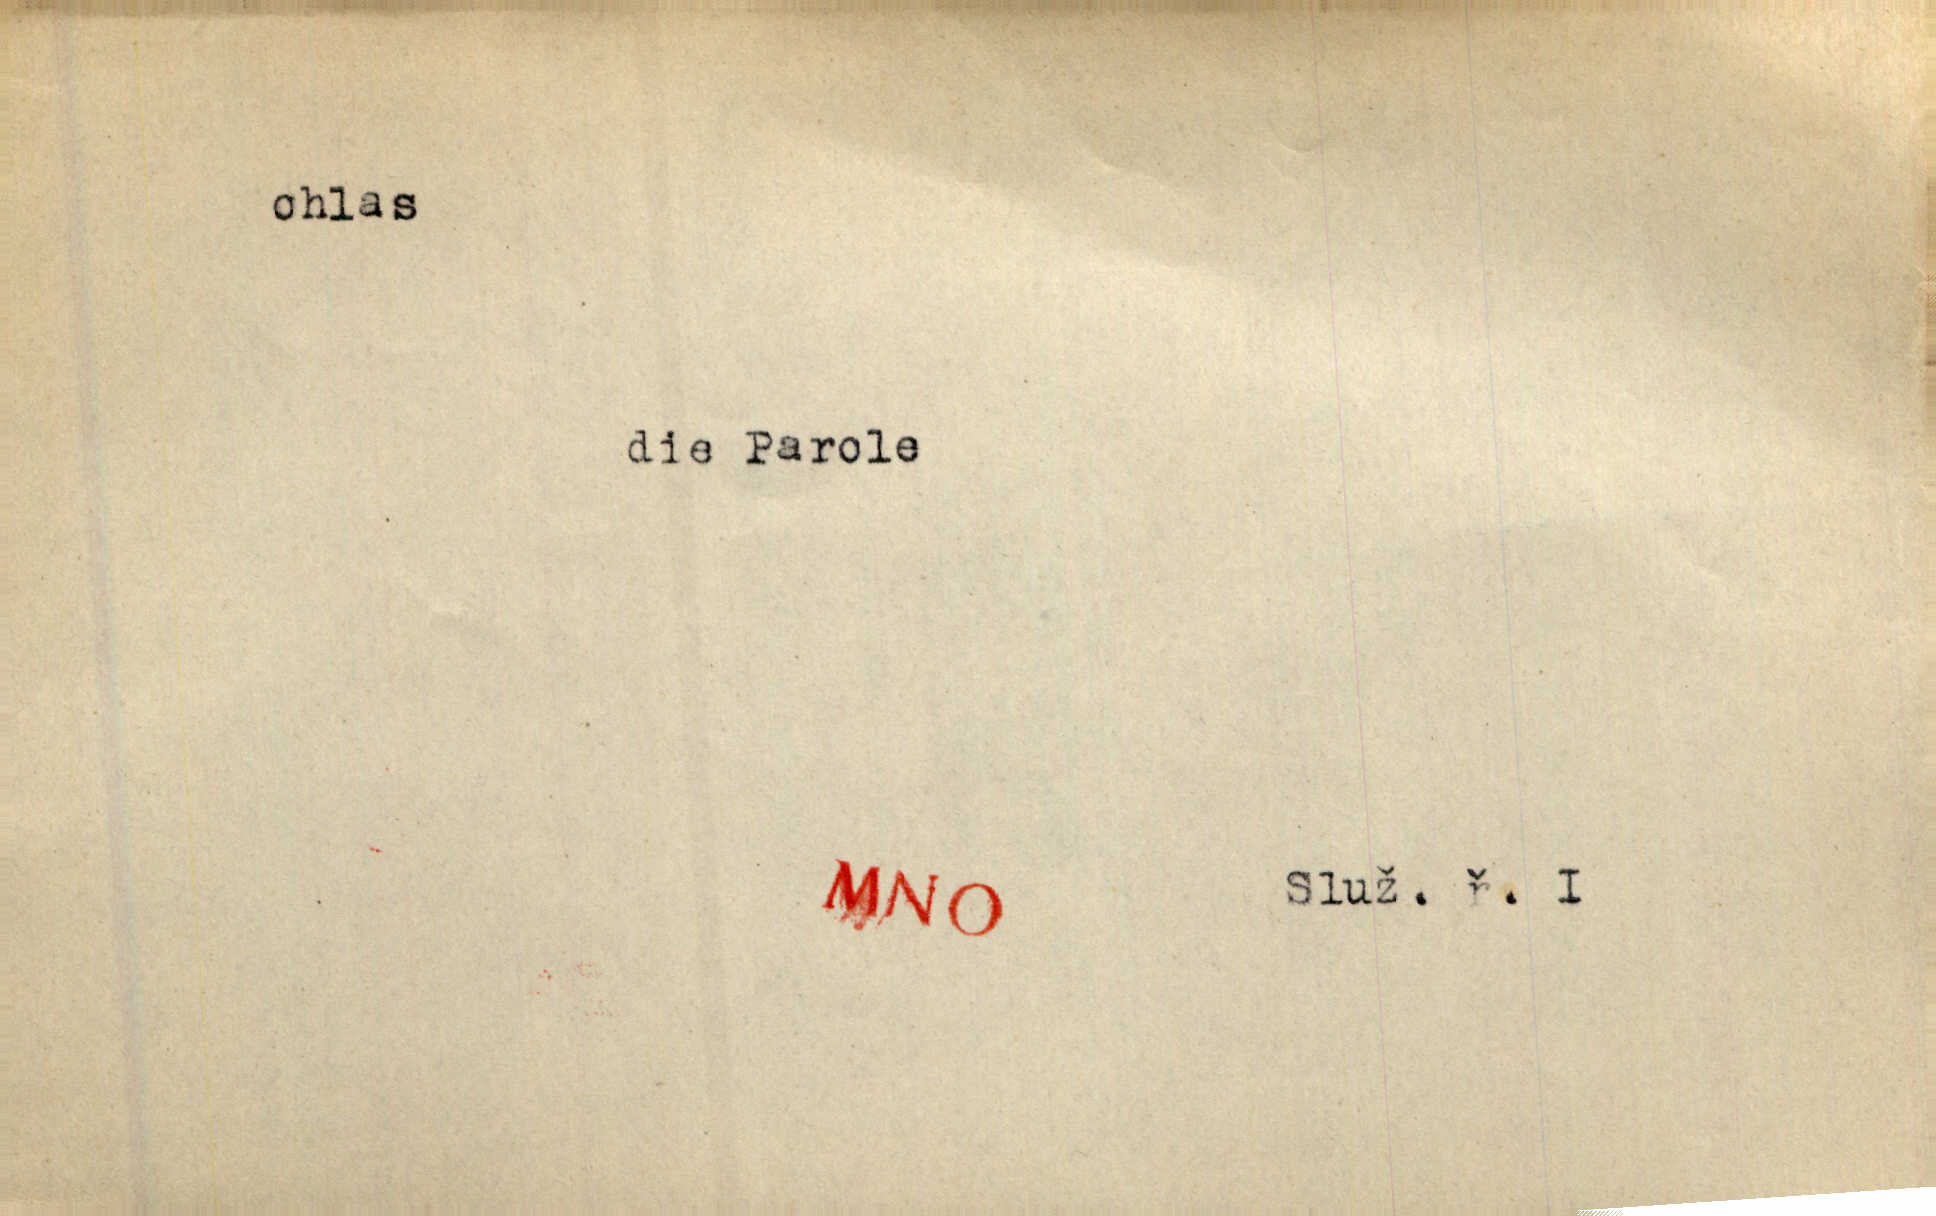 ohlas
die Parole
MNO Služ. ř. I